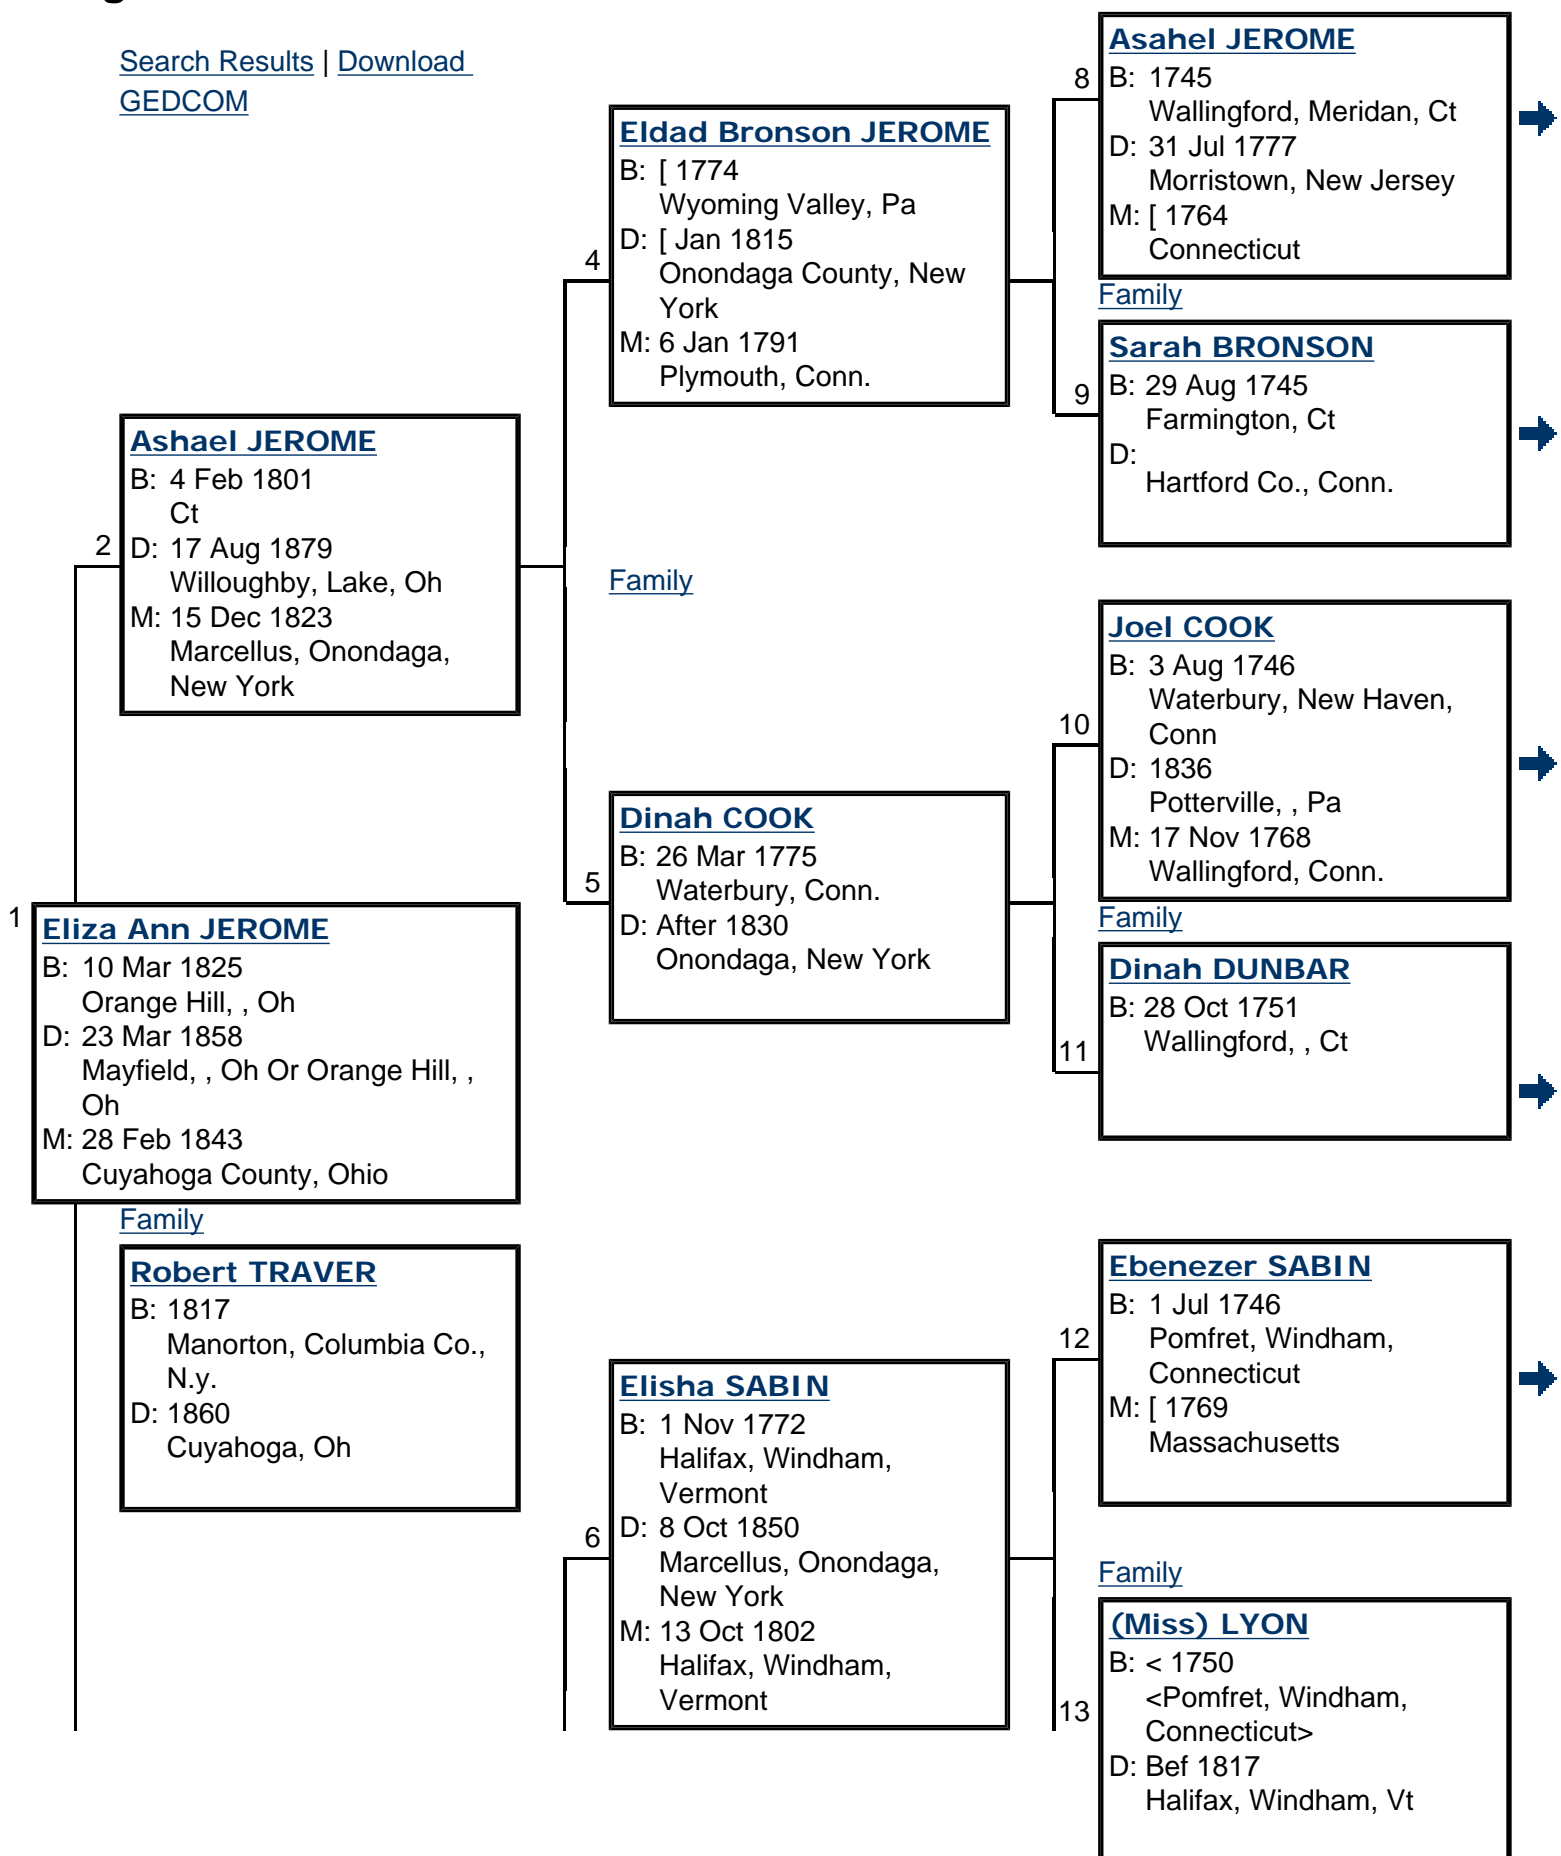 Search Results | Download
GEDCOM
8
Asahel JEROME
B: 1745
Wallingford, Meridan, Ct
D: 31 Jul 1777
Morristown, New Jersey
M: [ 1764
Connecticut
4
Eldad Bronson JEROME
B: [ 1774
Wyoming Valley, Pa
D: [ Jan 1815
Onondaga County, New
York
M: 6 Jan 1791
Plymouth, Conn.
Family
9
Sarah BRONSON
B: 29 Aug 1745
Farmington, Ct
D:
Hartford Co., Conn.
2
Ashael JEROME
B: 4 Feb 1801
Ct
D: 17 Aug 1879
Willoughby, Lake, Oh
M: 15 Dec 1823
Marcellus, Onondaga,
New York
Family
10
Joel COOK
B: 3 Aug 1746
Waterbury, New Haven,
Conn
D: 1836
Potterville, , Pa
M: 17 Nov 1768
Wallingford, Conn.
5
Dinah COOK
B: 26 Mar 1775
Waterbury, Conn.
D: After 1830
Onondaga, New York
Family
11
Dinah DUNBAR
B: 28 Oct 1751
Wallingford, , Ct
1
Eliza Ann JEROME
B: 10 Mar 1825
Orange Hill, , Oh
D: 23 Mar 1858
Mayfield, , Oh Or Orange Hill, ,
Oh
M: 28 Feb 1843
Cuyahoga County, Ohio
Family
Robert TRAVER
B: 1817
Manorton, Columbia Co.,
N.y.
D: 1860
Cuyahoga, Oh
12
Ebenezer SABIN
B: 1 Jul 1746
Pomfret, Windham,
Connecticut
M: [ 1769
Massachusetts
6
Elisha SABIN
B: 1 Nov 1772
Halifax, Windham,
Vermont
D: 8 Oct 1850
Marcellus, Onondaga,
New York
M: 13 Oct 1802
Halifax, Windham,
Vermont
Family
13
(Miss) LYON
B: < 1750
<Pomfret, Windham,
Connecticut>
D: Bef 1817
Halifax, Windham, Vt